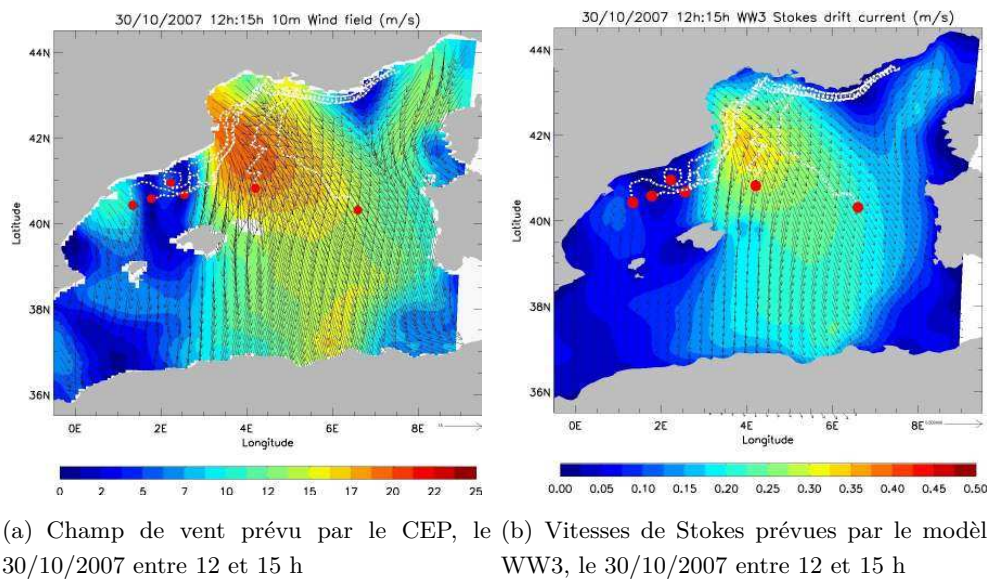 30/10/2007 12h:15h 10m Wind field (m/s)
44N
42N
40N
38N
36N
Latitude
0E 2E 4E 6E 8E
Longitude
0 2 5 7 10 12 15 17 20 22 25
(a) Champ de vent prévu par le CEP, le
30/10/2007 entre 12 et 15 h
30/10/2007 12h:15h WW3 Stokes drift current (m/s)
44N
42N
40N
38N
36N
Latitude
0E 2E 4E 6E 8E
Longitude
0.00 0.05 0.10 0.15 0.20 0.25 0.30 0.35 0.40 0.45 0.50
(b) Vitesses de Stokes prévues par le modèl
WW3, le 30/10/2007 entre 12 et 15 h